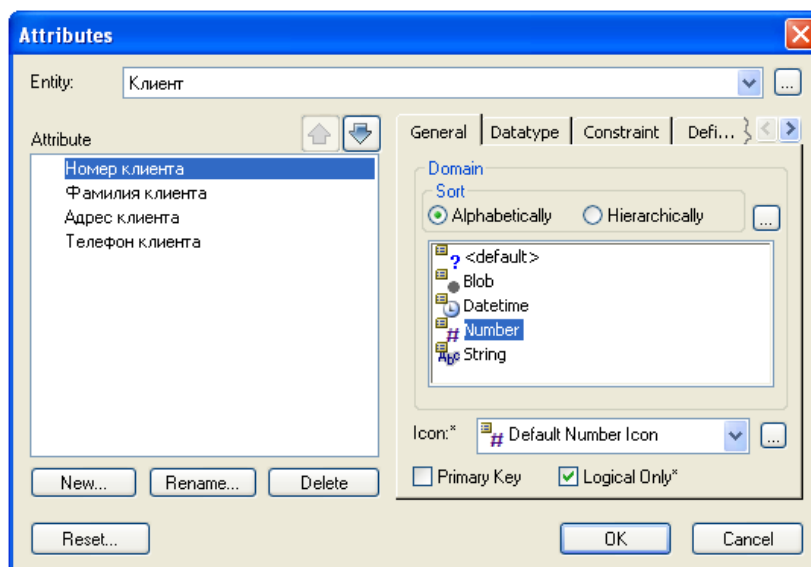 Attributes
Entity: Клиент ...
Attribute
Номер клиента
Фамилия клиента
Адрес клиента
Телефон клиента
New... Rename... Delete
General Datatype Constraint Defi...
Domain
Sort
Alphabetically Hierarchically ...
<default>
Blob
Datetime
Number
String
Icon:* Default Number Icon ...
Primary Key Logical Only*
Reset... OK Cancel